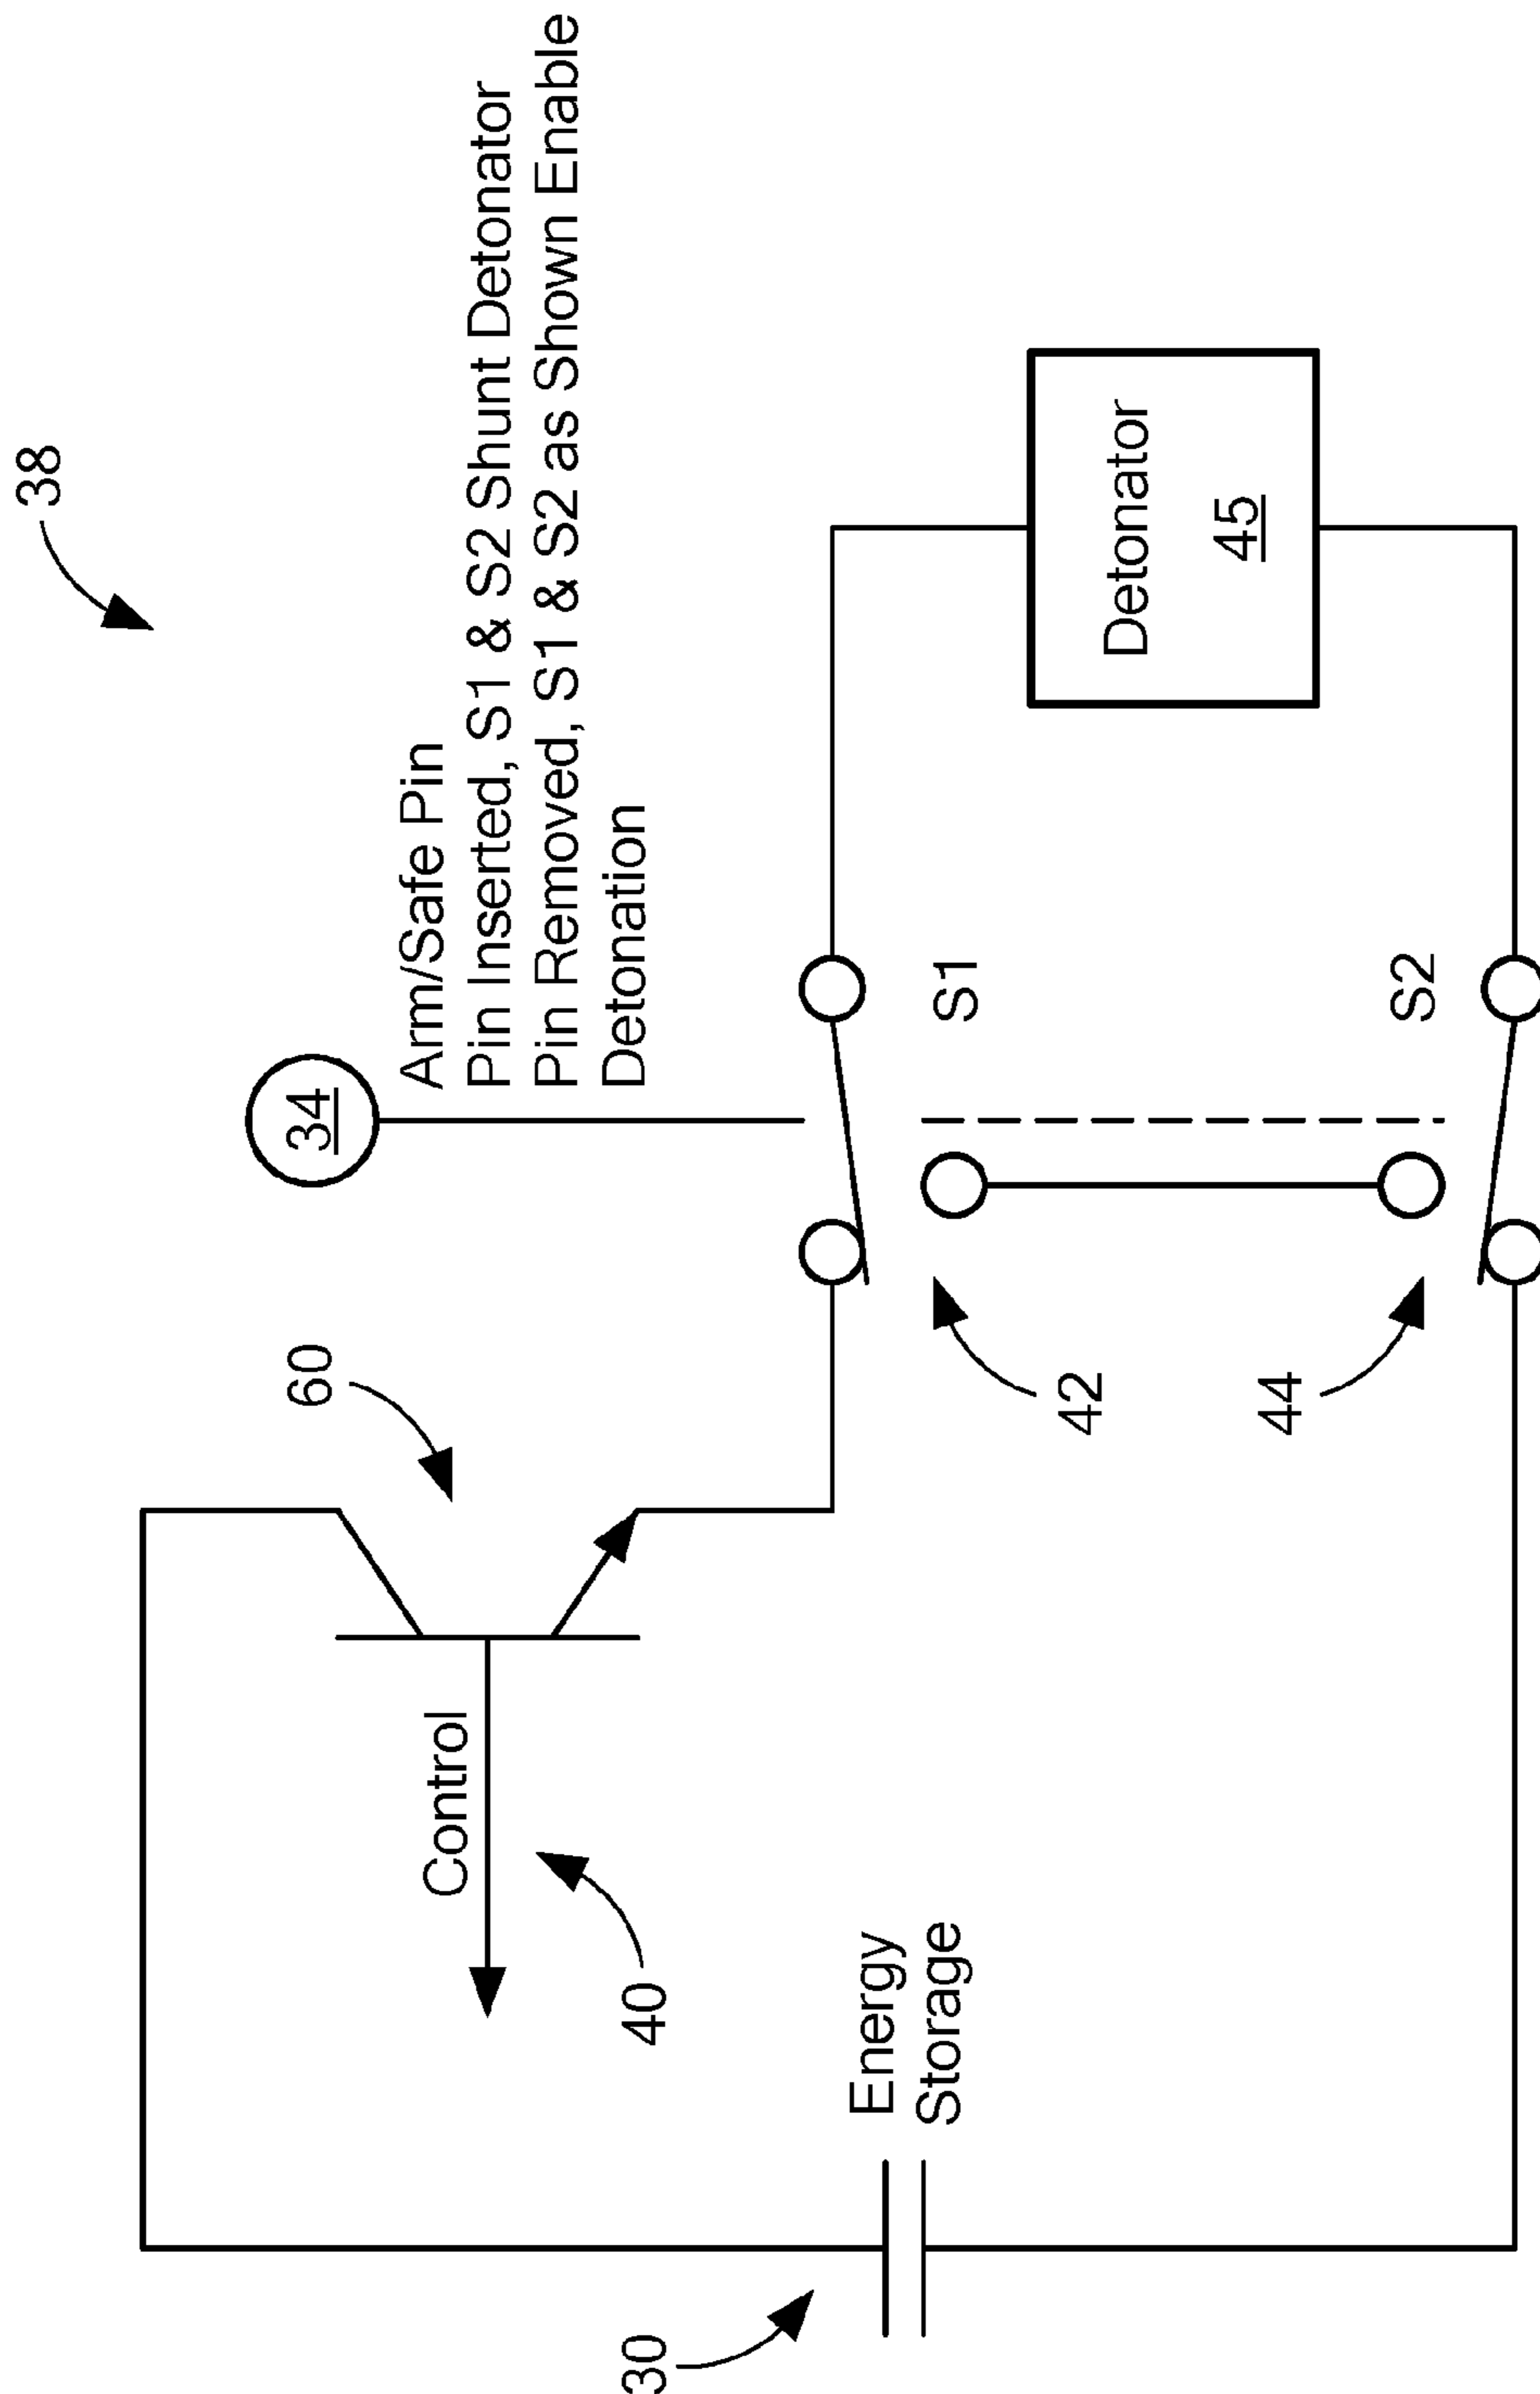 38
34
Arm/Safe Pin
Pin Inserted, S1 & S2 Shunt Detonator
Pin Removed, S1 & S2 as Shown Enable
Detonation
60
Control
40
30
Energy
Storage
S1
42
44
S2
Detonator
45